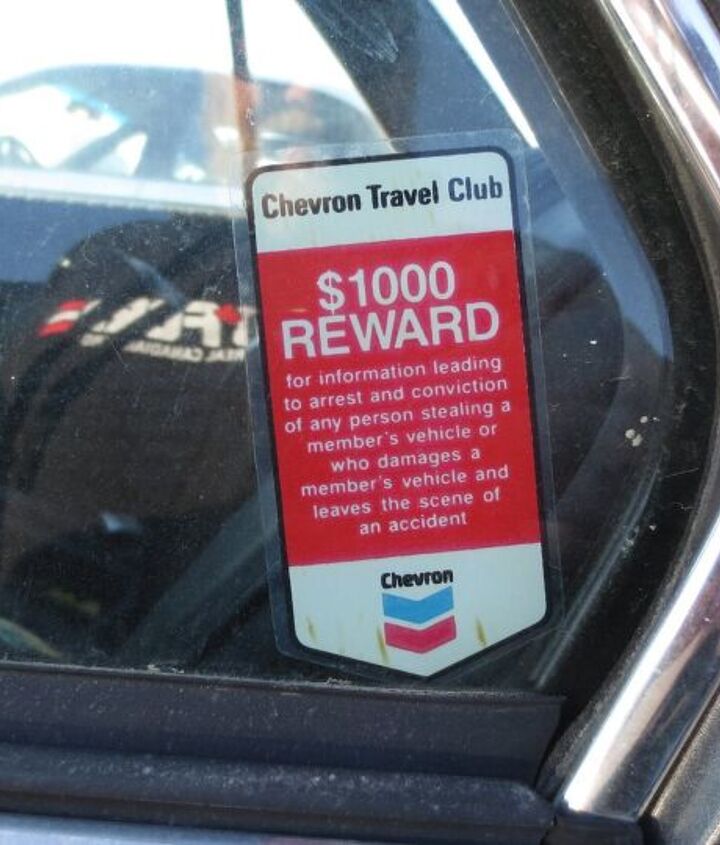 Chevron Travel Club
$1000
REWARD
for information leading
to arrest and conviction
of any person stealing a
member's vehicle or
who damages a
member's vehicle and
leaves the scene of
an accident
Chevron